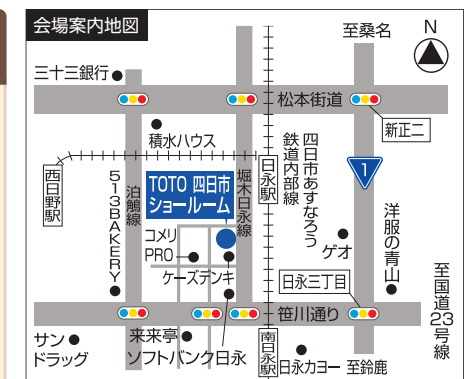 会場案内地図
至桑名
N
三十三銀行
松本街道
新正二
積水ハウス
西日野駅
513BAKERY
泊鵤線
TOTO 四日市
ショールーム
堀木日永線
日永駅
四日市あすなろう
鉄道内部線
1
コメリ
PRO
ケーズデンキ
ゲオ
洋服の青山
日永三丁目
至国道23号線
笹川通り
サン
ドラッグ
来来亭
ソフトバンク日永
南日永駅
日永カヨー
至鈴鹿